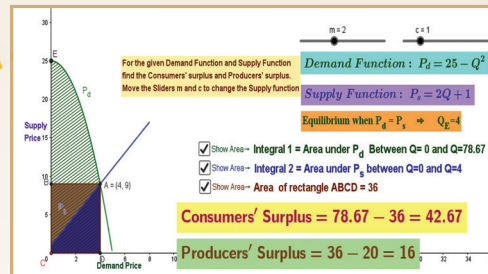 m = 2
c = 1
For the given Demand Function and Supply Function
find the Consumers' surplus and Producers' surplus.
Move the Sliders m and c to change the Supply function
Demand Function : P_d = 25 − Q²
Supply Function : P_s = 2Q + 1
Equilibrium when P_d = P_s ⇒ Q_E=4
Show Area→ Integral 1 = Area under P_d Between Q= 0 and Q=78.67
Show Area→ Integral 2 = Area under P_s between Q=0 and Q=4
Show Area→ Area of rectangle ABCD = 36
Consumers' Surplus = 78.67 − 36 = 42.67
Producers' Surplus = 36 − 20 = 16
30
25
E
P_d
20
Supply
Price
15
10
B
A = (4, 9)
P_s
5
0
C
2
D
6
8
10
32
34
Demand Price